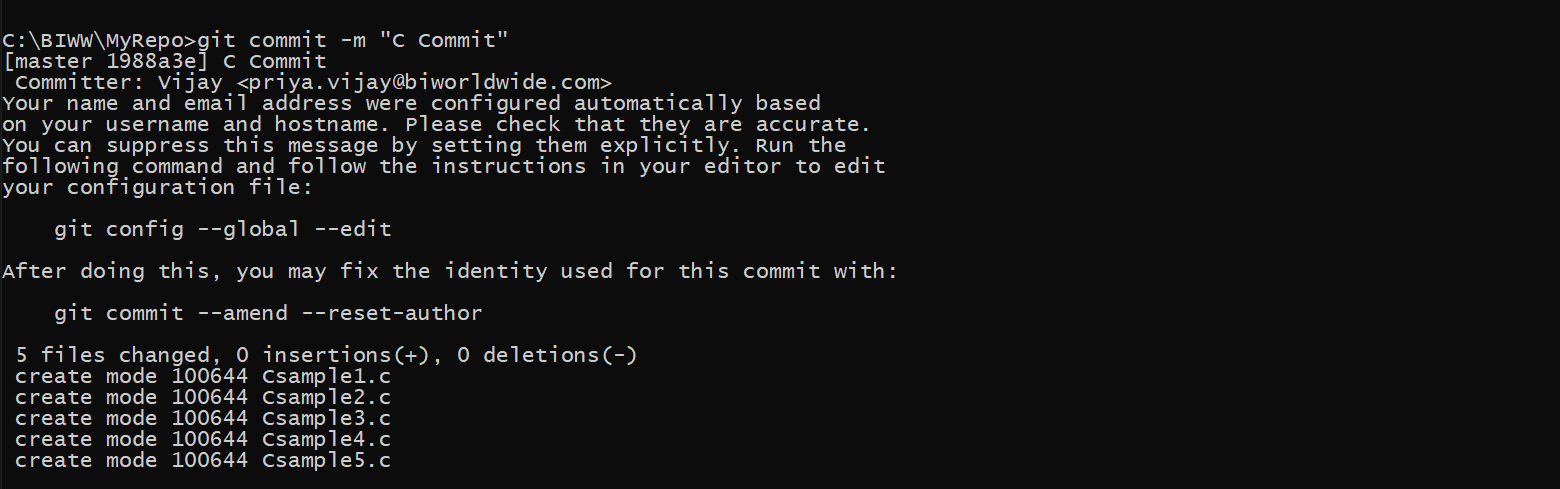 C:\BIWW\MyRepo>git commit -m "C Commit"
[master 1988a3e] C Commit
 Committer: Vijay <priya.vijay@biworldwide.com>
Your name and email address were configured automatically based
on your username and hostname. Please check that they are accurate.
You can suppress this message by setting them explicitly. Run the
following command and follow the instructions in your editor to edit
your configuration file:

    git config --global --edit

After doing this, you may fix the identity used for this commit with:

    git commit --amend --reset-author

 5 files changed, 0 insertions(+), 0 deletions(-)
 create mode 100644 Csample1.c
 create mode 100644 Csample2.c
 create mode 100644 Csample3.c
 create mode 100644 Csample4.c
 create mode 100644 Csample5.c